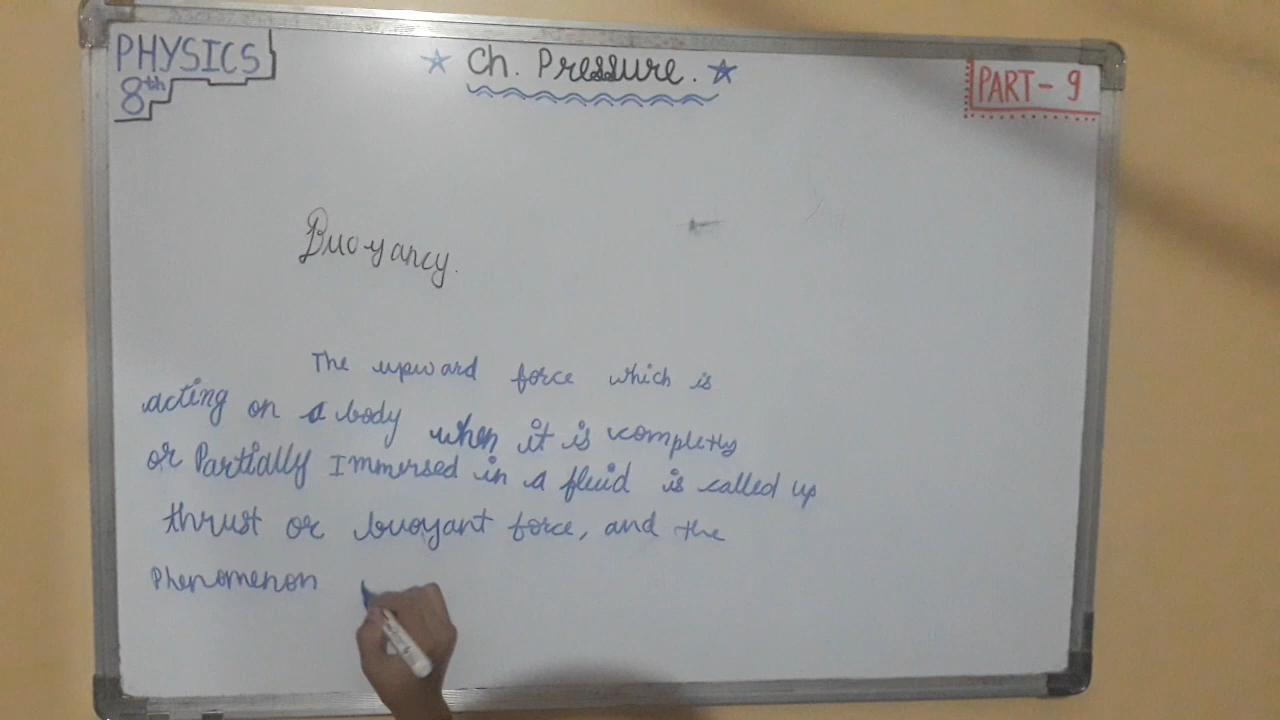 PHYSICS
8th
Ch. Pressure.
PART - 9
Buoyancy.
The upward force which is
acting on a body when it is completly
or Partially Immersed in a fluid is called up
thrust or buoyant force, and the
Phenomenon